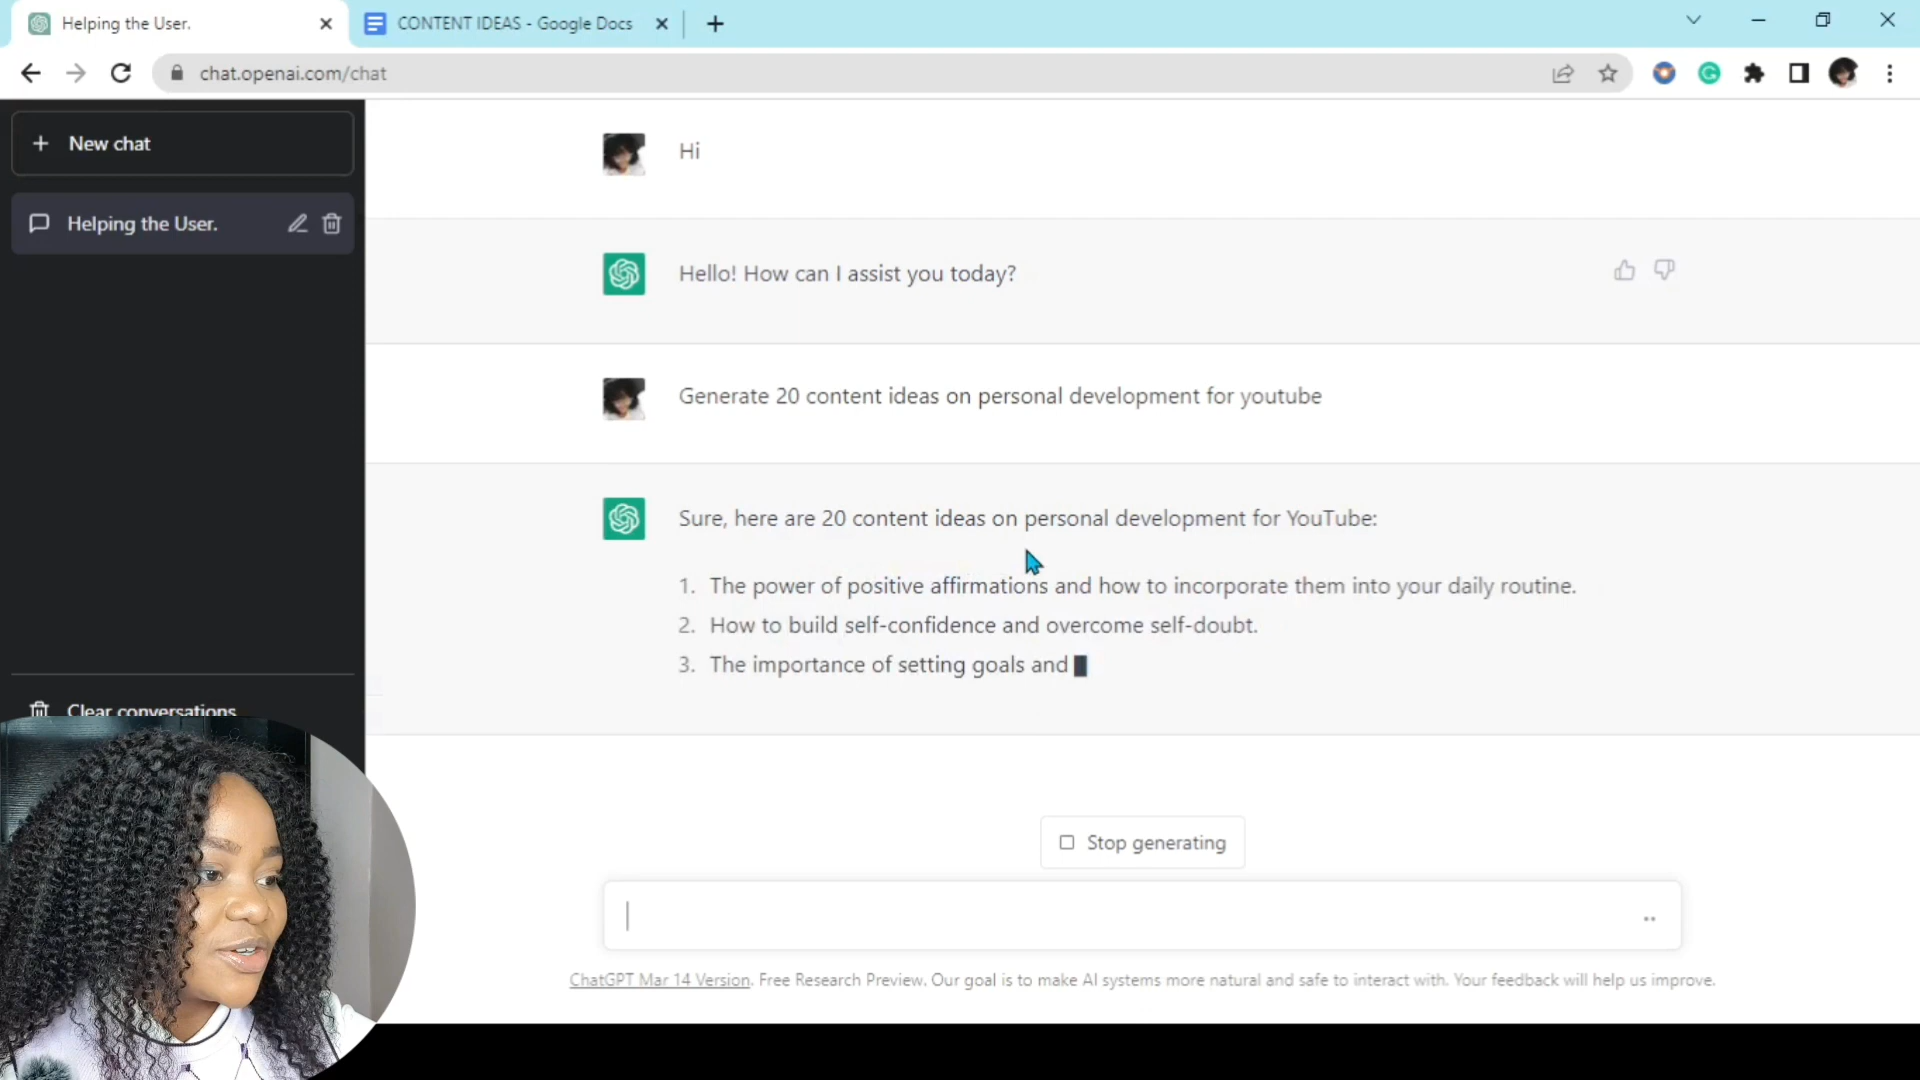 Helping the User.
CONTENT IDEAS - Google Docs
chat.openai.com/chat
New chat
Helping the User.
Clear conversations
Hi
Hello! How can I assist you today?
Generate 20 content ideas on personal development for youtube
Sure, here are 20 content ideas on personal development for YouTube:
1. The power of positive affirmations and how to incorporate them into your daily routine.
2. How to build self-confidence and overcome self-doubt.
3. The importance of setting goals and
Stop generating
ChatGPT Mar 14 Version. Free Research Preview. Our goal is to make AI systems more natural and safe to interact with. Your feedback will help us improve.